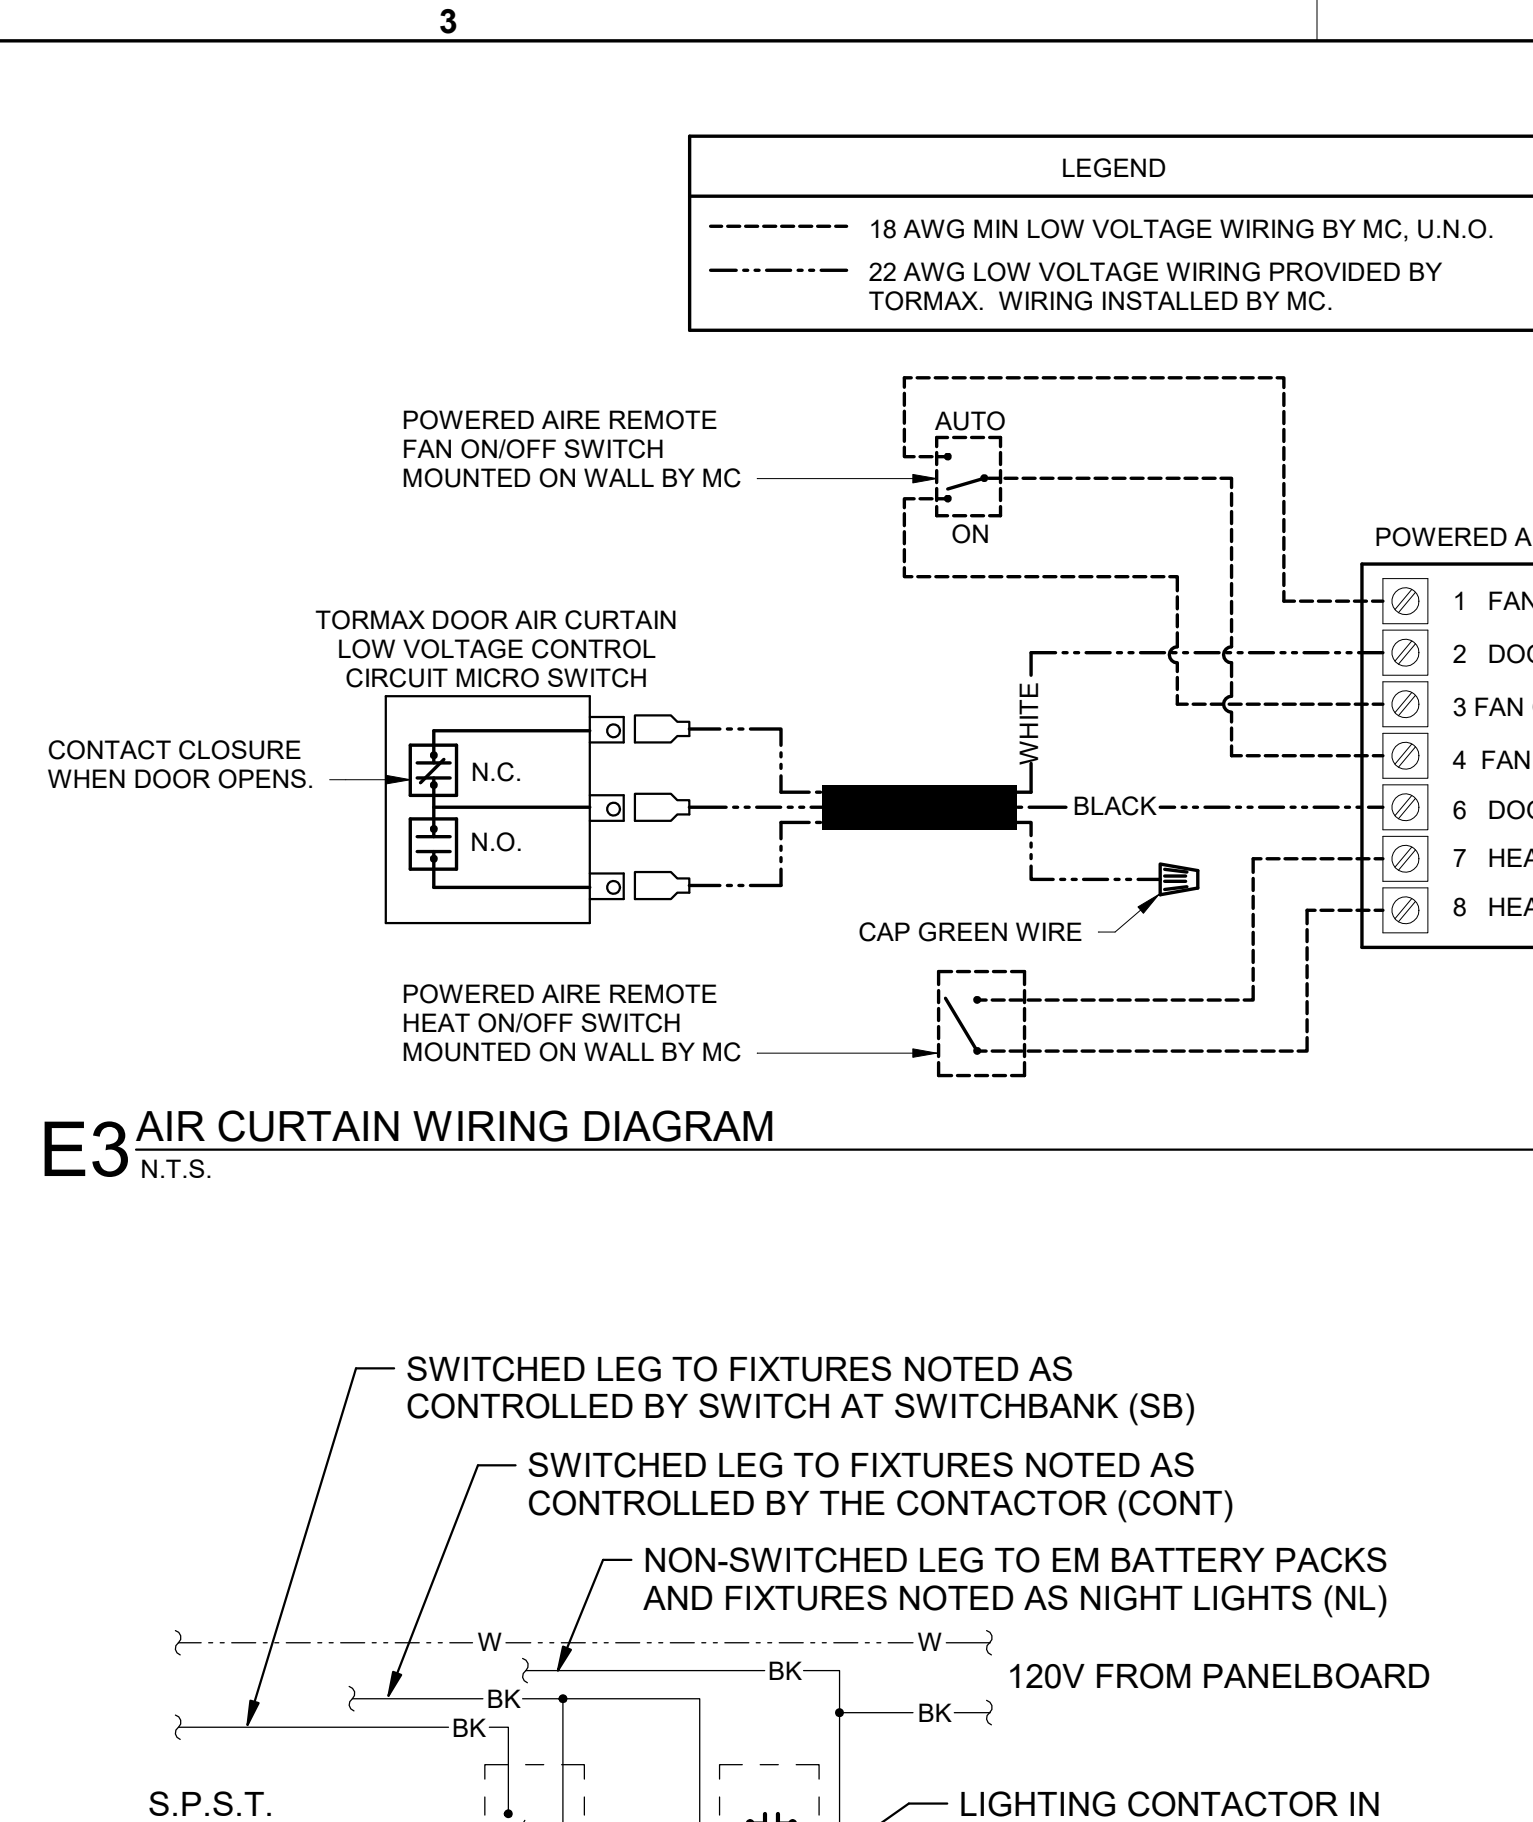 3
LEGEND
18 AWG MIN LOW VOLTAGE WIRING BY MC, U.N.O.
22 AWG LOW VOLTAGE WIRING PROVIDED BY
TORMAX. WIRING INSTALLED BY MC.
POWERED AIRE REMOTE
FAN ON/OFF SWITCH
MOUNTED ON WALL BY MC
AUTO
ON
POWERED A
1 FAN
2 DOO
3 FAN
4 FAN
6 DOO
7 HEA
8 HEA
TORMAX DOOR AIR CURTAIN
LOW VOLTAGE CONTROL
CIRCUIT MICRO SWITCH
CONTACT CLOSURE
WHEN DOOR OPENS.
N.C.
N.O.
WHITE
BLACK
CAP GREEN WIRE
POWERED AIRE REMOTE
HEAT ON/OFF SWITCH
MOUNTED ON WALL BY MC
E3 AIR CURTAIN WIRING DIAGRAM
N.T.S.
SWITCHED LEG TO FIXTURES NOTED AS
CONTROLLED BY SWITCH AT SWITCHBANK (SB)
SWITCHED LEG TO FIXTURES NOTED AS
CONTROLLED BY THE CONTACTOR (CONT)
NON-SWITCHED LEG TO EM BATTERY PACKS
AND FIXTURES NOTED AS NIGHT LIGHTS (NL)
W W
BK
120V FROM PANELBOARD
BK
BK
BK
S.P.S.T.
LIGHTING CONTACTOR IN